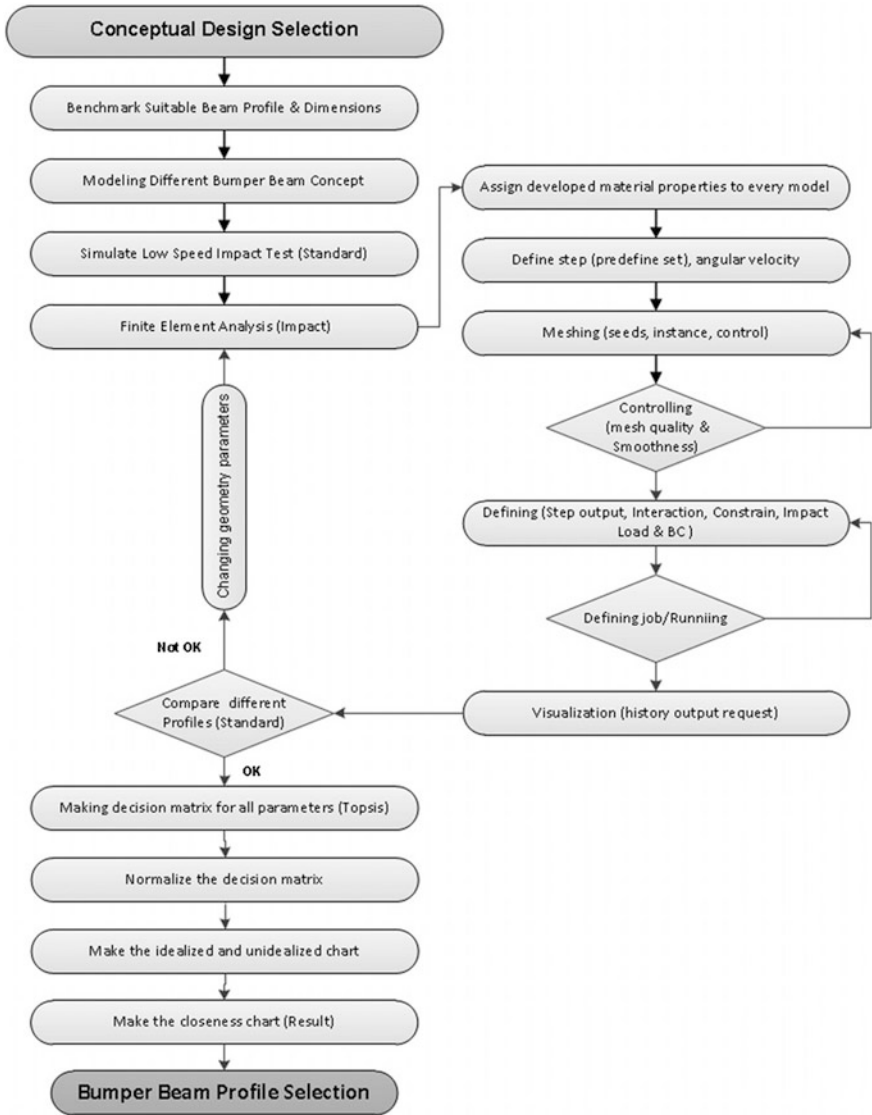 Conceptual Design Selection
Benchmark Suitable Beam Profile & Dimensions
Modeling Different Bumper Beam Concept
Simulate Low Speed Impact Test (Standard)
Finite Element Analysis (Impact)
Assign developed material properties to every model
Define step (predefine set), angular velocity
Meshing (seeds, instance, control)
Controlling
(mesh quality &
Smoothness)
Defining (Step output, Interaction, Constrain, Impact
Load & BC )
Defining job/Runniing
Visualization (history output request)
Changing geometry parameters
Not OK
Compare different
Profiles (Standard)
OK
Making decision matrix for all parameters (Topsis)
Normalize the decision matrix
Make the idealized and unidealized chart
Make the closeness chart (Result)
Bumper Beam Profile Selection